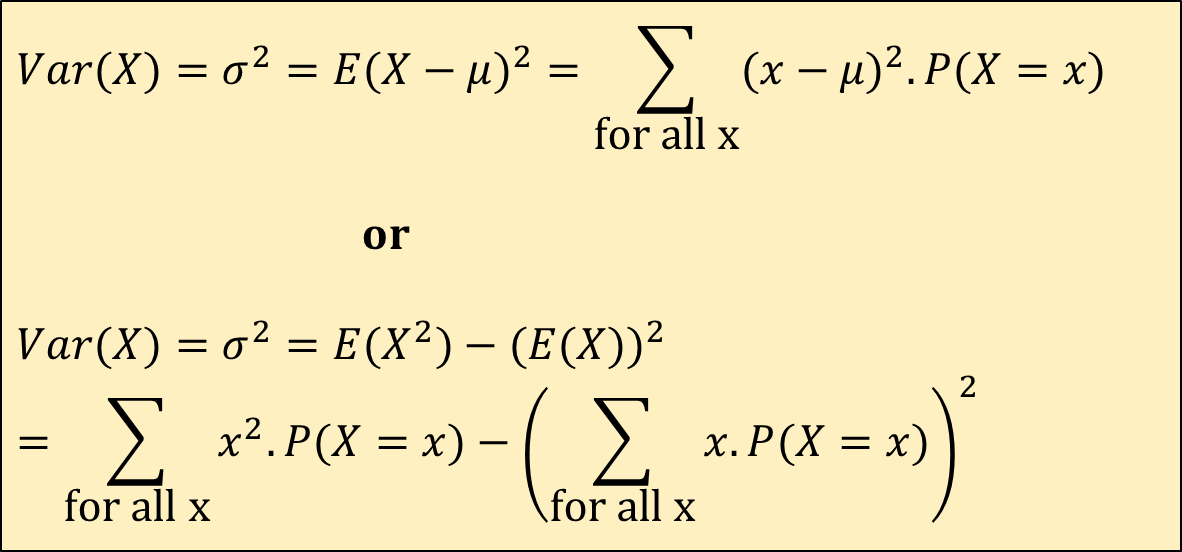 Var(X) = σ² = E(X − μ)² = ∑ (x − μ)². P(X = x)
for all x
or
Var(X) = σ² = E(X²) − (E(X))²
= ∑ x². P(X = x) − (∑ x. P(X = x))²
for all x for all x